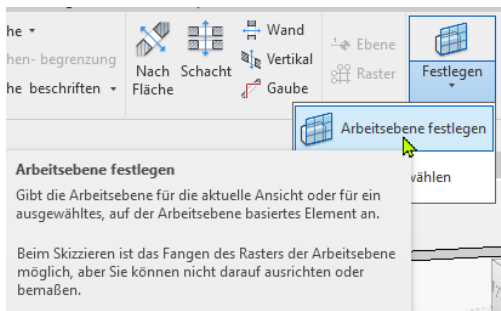 he
Wand
Ebene
Festlegen
hen- begrenzung
Nach Fläche
Schacht
Vertikal
Raster
he beschriften
Gaube
Arbeitsebene festlegen
Arbeitsebene festlegen
wählen
Gibt die Arbeitsebene für die aktuelle Ansicht oder für ein
ausgewähltes, auf der Arbeitsebene basiertes Element an.
Beim Skizzieren ist das Fangen des Rasters der Arbeitsebene
möglich, aber Sie können nicht darauf ausrichten oder
bemaßen.